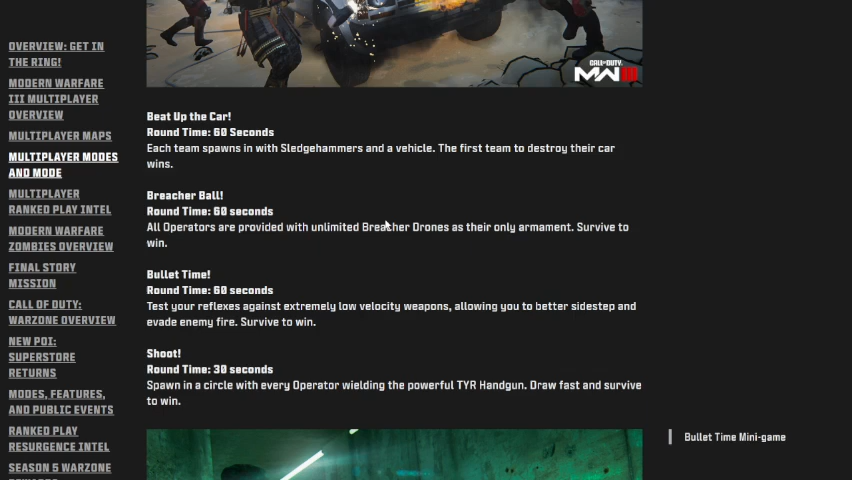 OVERVIEW: GET IN
THE RING!
MODERN WARFARE
III MULTIPLAYER
OVERVIEW
MULTIPLAYER MAPS
MULTIPLAYER MODES
AND MODE
MULTIPLAYER
RANKED PLAY INTEL
MODERN WARFARE
ZOMBIES OVERVIEW
FINAL STORY
MISSION
CALL OF DUTY:
WARZONE OVERVIEW
NEW POI:
SUPERSTORE
RETURNS
MODES, FEATURES,
AND PUBLIC EVENTS
RANKED PLAY
RESURGENCE INTEL
SEASON 5 WARZONE
CALL OF DUTY
MWIII
Beat Up the Car!
Round Time: 60 Seconds
Each team spawns in with Sledgehammers and a vehicle. The first team to destroy their car
wins.
Breacher Ball!
Round Time: 60 seconds
All Operators are provided with unlimited Breacher Drones as their only armament. Survive to
win.
Bullet Time!
Round Time: 60 seconds
Test your reflexes against extremely low velocity weapons, allowing you to better sidestep and
evade enemy fire. Survive to win.
Shoot!
Round Time: 30 seconds
Spawn in a circle with every Operator wielding the powerful TYR Handgun. Draw fast and survive
to win.
Bullet Time Mini-game